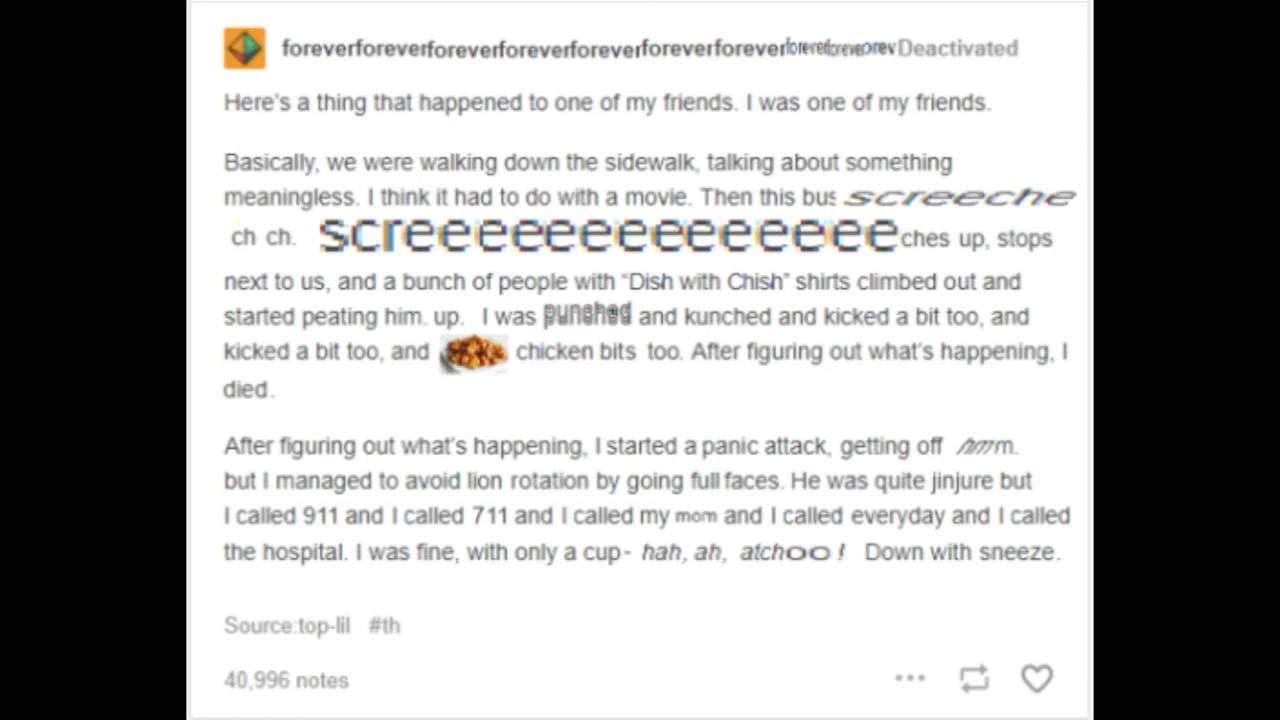 foreverforeverforeverforeverforeverforeverforeverforeverforeverforevDeactivated
Here's a thing that happened to one of my friends. I was one of my friends.
Basically, we were walking down the sidewalk, talking about something
meaningless. I think it had to do with a movie. Then this bus screeche
ch ch. screeeeeeeeeeeeeches up, stops
next to us, and a bunch of people with “Dish with Chish” shirts climbed out and
started peating him. up. I was punched and kunched and kicked a bit too, and
kicked a bit too, and chicken bits too. After figuring out what's happening, I
died.
After figuring out what's happening, I started a panic attack, getting off hmm.
but I managed to avoid lion rotation by going full faces. He was quite jinjure but
I called 911 and I called 711 and I called my mom and I called everyday and I called
the hospital. I was fine, with only a cup- hah, ah, atchoo! Down with sneeze.
Source:top-lil #th
40,996 notes